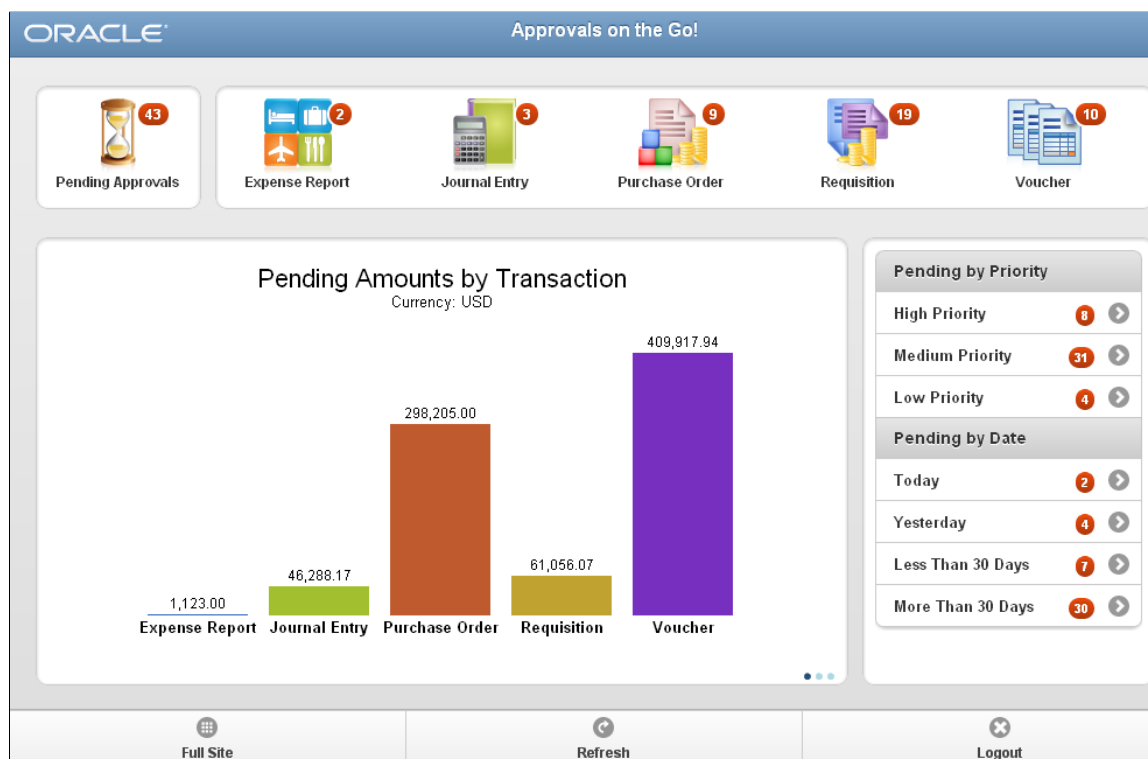 ORACLE
Approvals on the Go!
43
2
3
9
19
10
Pending Approvals
Expense Report
Journal Entry
Purchase Order
Requisition
Voucher
Pending Amounts by Transaction
Currency: USD
409,917.94
298,205.00
61,056.07
46,288.17
1,123.00
Expense Report
Journal Entry
Purchase Order
Requisition
Voucher
Pending by Priority
High Priority 8
Medium Priority 31
Low Priority 4
Pending by Date
Today 2
Yesterday 4
Less Than 30 Days 7
More Than 30 Days 30
Full Site
Refresh
Logout